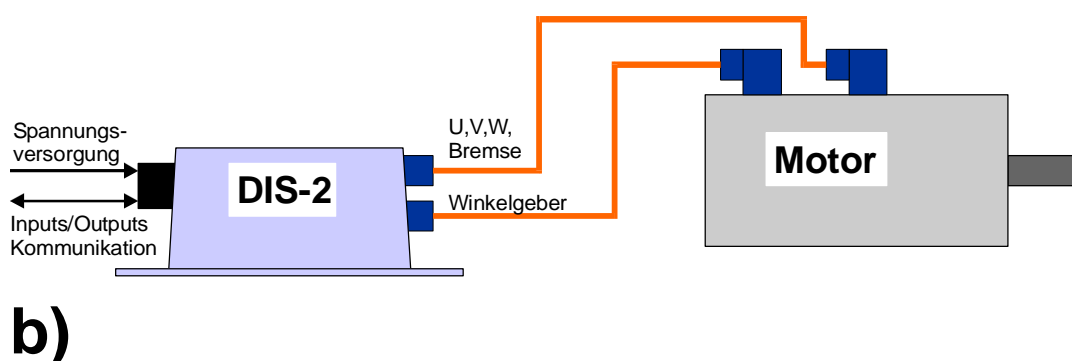 Spannungs-
versorgung
Inputs/Outputs
Kommunikation
DIS-2
U,V,W,
Bremse
Winkelgeber
Motor
b)